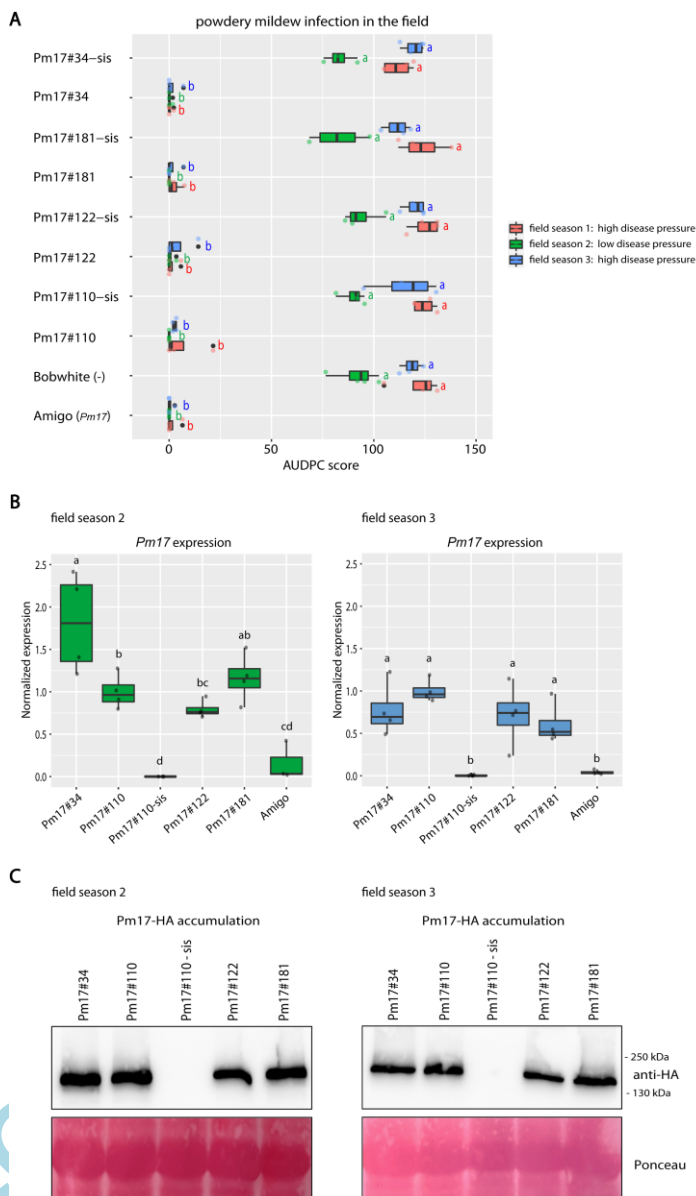 A
powdery mildew infection in the field
Pm17#34−sis
a
a
a
Pm17#34
b
b
b
Pm17#181−sis
a
a
a
Pm17#181
b
b
b
Pm17#122−sis
a
a
a
Pm17#122
b
b
b
Pm17#110−sis
a
a
a
Pm17#110
b
b
b
Bobwhite (-)
a
a
a
Amigo (Pm17)
b
b
b
0 50 100 150
AUDPC score
field season 1: high disease pressure
field season 2: low disease pressure
field season 3: high disease pressure
B
field season 2
Pm17 expression
Normalized expression
2.5
2.0
1.5
1.0
0.5
0.0
a b d bc ab cd
Pm17#34 Pm17#110 Pm17#110-sis Pm17#122 Pm17#181 Amigo
field season 3
Pm17 expression
Normalized expression
2.5
2.0
1.5
1.0
0.5
0.0
a a b a a b
Pm17#34 Pm17#110 Pm17#110-sis Pm17#122 Pm17#181 Amigo
C
field season 2
Pm17-HA accumulation
Pm17#34 Pm17#110 Pm17#110 - sis Pm17#122 Pm17#181
field season 3
Pm17-HA accumulation
Pm17#34 Pm17#110 Pm17#110 - sis Pm17#122 Pm17#181
- 250 kDa
anti-HA
- 130 kDa
Ponceau